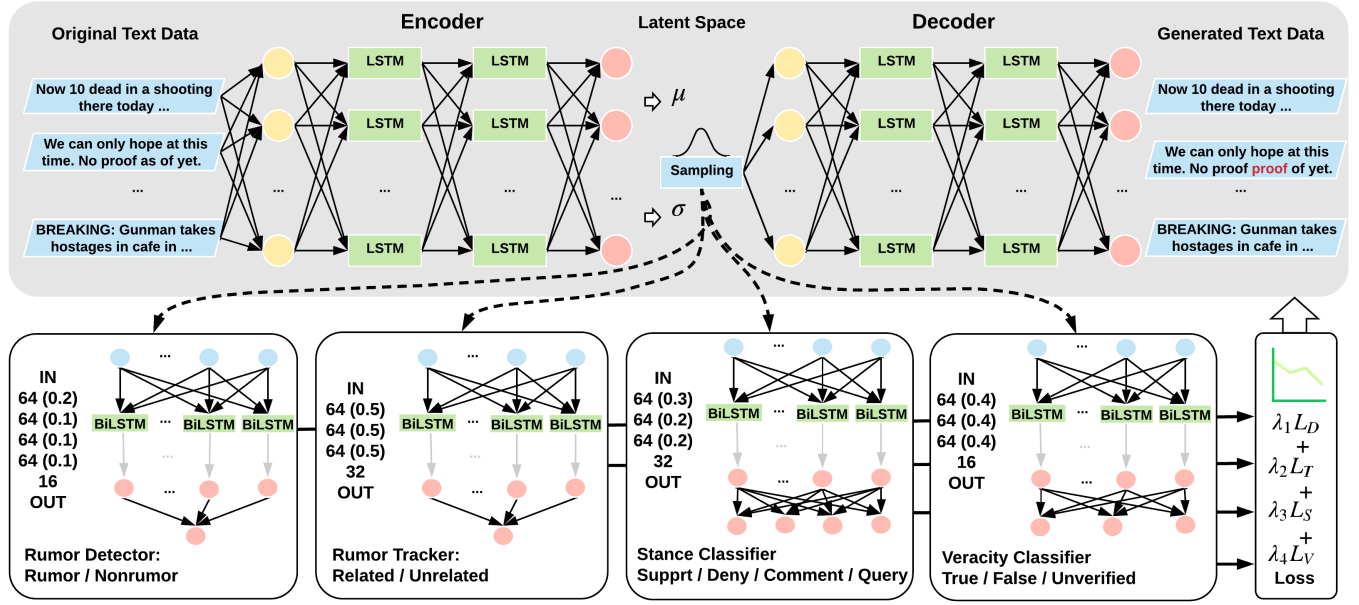 Original Text Data
Encoder
Latent Space
Decoder
Generated Text Data
Now 10 dead in a shooting
there today ...
We can only hope at this
time. No proof as of yet.
...
BREAKING: Gunman takes
hostages in cafe in ...
...
LSTM
LSTM
...
LSTM
LSTM
LSTM
...
LSTM
...
μ
Sampling
σ
...
LSTM
LSTM
...
LSTM
LSTM
LSTM
...
LSTM
...
Now 10 dead in a shooting
there today ...
We can only hope at this
time. No proof proof of yet.
...
BREAKING: Gunman takes
hostages in cafe in ...
IN
64 (0.2)
64 (0.1)
64 (0.1)
64 (0.1)
16
OUT
...
BiLSTM ... BiLSTM BiLSTM
...
...
Rumor Detector:
Rumor / Nonrumor
IN
64 (0.5)
64 (0.5)
64 (0.5)
32
OUT
...
BiLSTM ... BiLSTM BiLSTM
...
...
Rumor Tracker:
Related / Unrelated
IN
64 (0.3)
64 (0.2)
64 (0.2)
32
OUT
...
BiLSTM ... BiLSTM BiLSTM
...
...
Stance Classifier
Supprt / Deny / Comment / Query
IN
64 (0.4)
64 (0.4)
64 (0.4)
16
OUT
...
BiLSTM ... BiLSTM BiLSTM
...
...
Veracity Classifier
True / False / Unverified
λ₁L_D
+
λ₂L_T
+
λ₃L_S
+
λ₄L_V
Loss